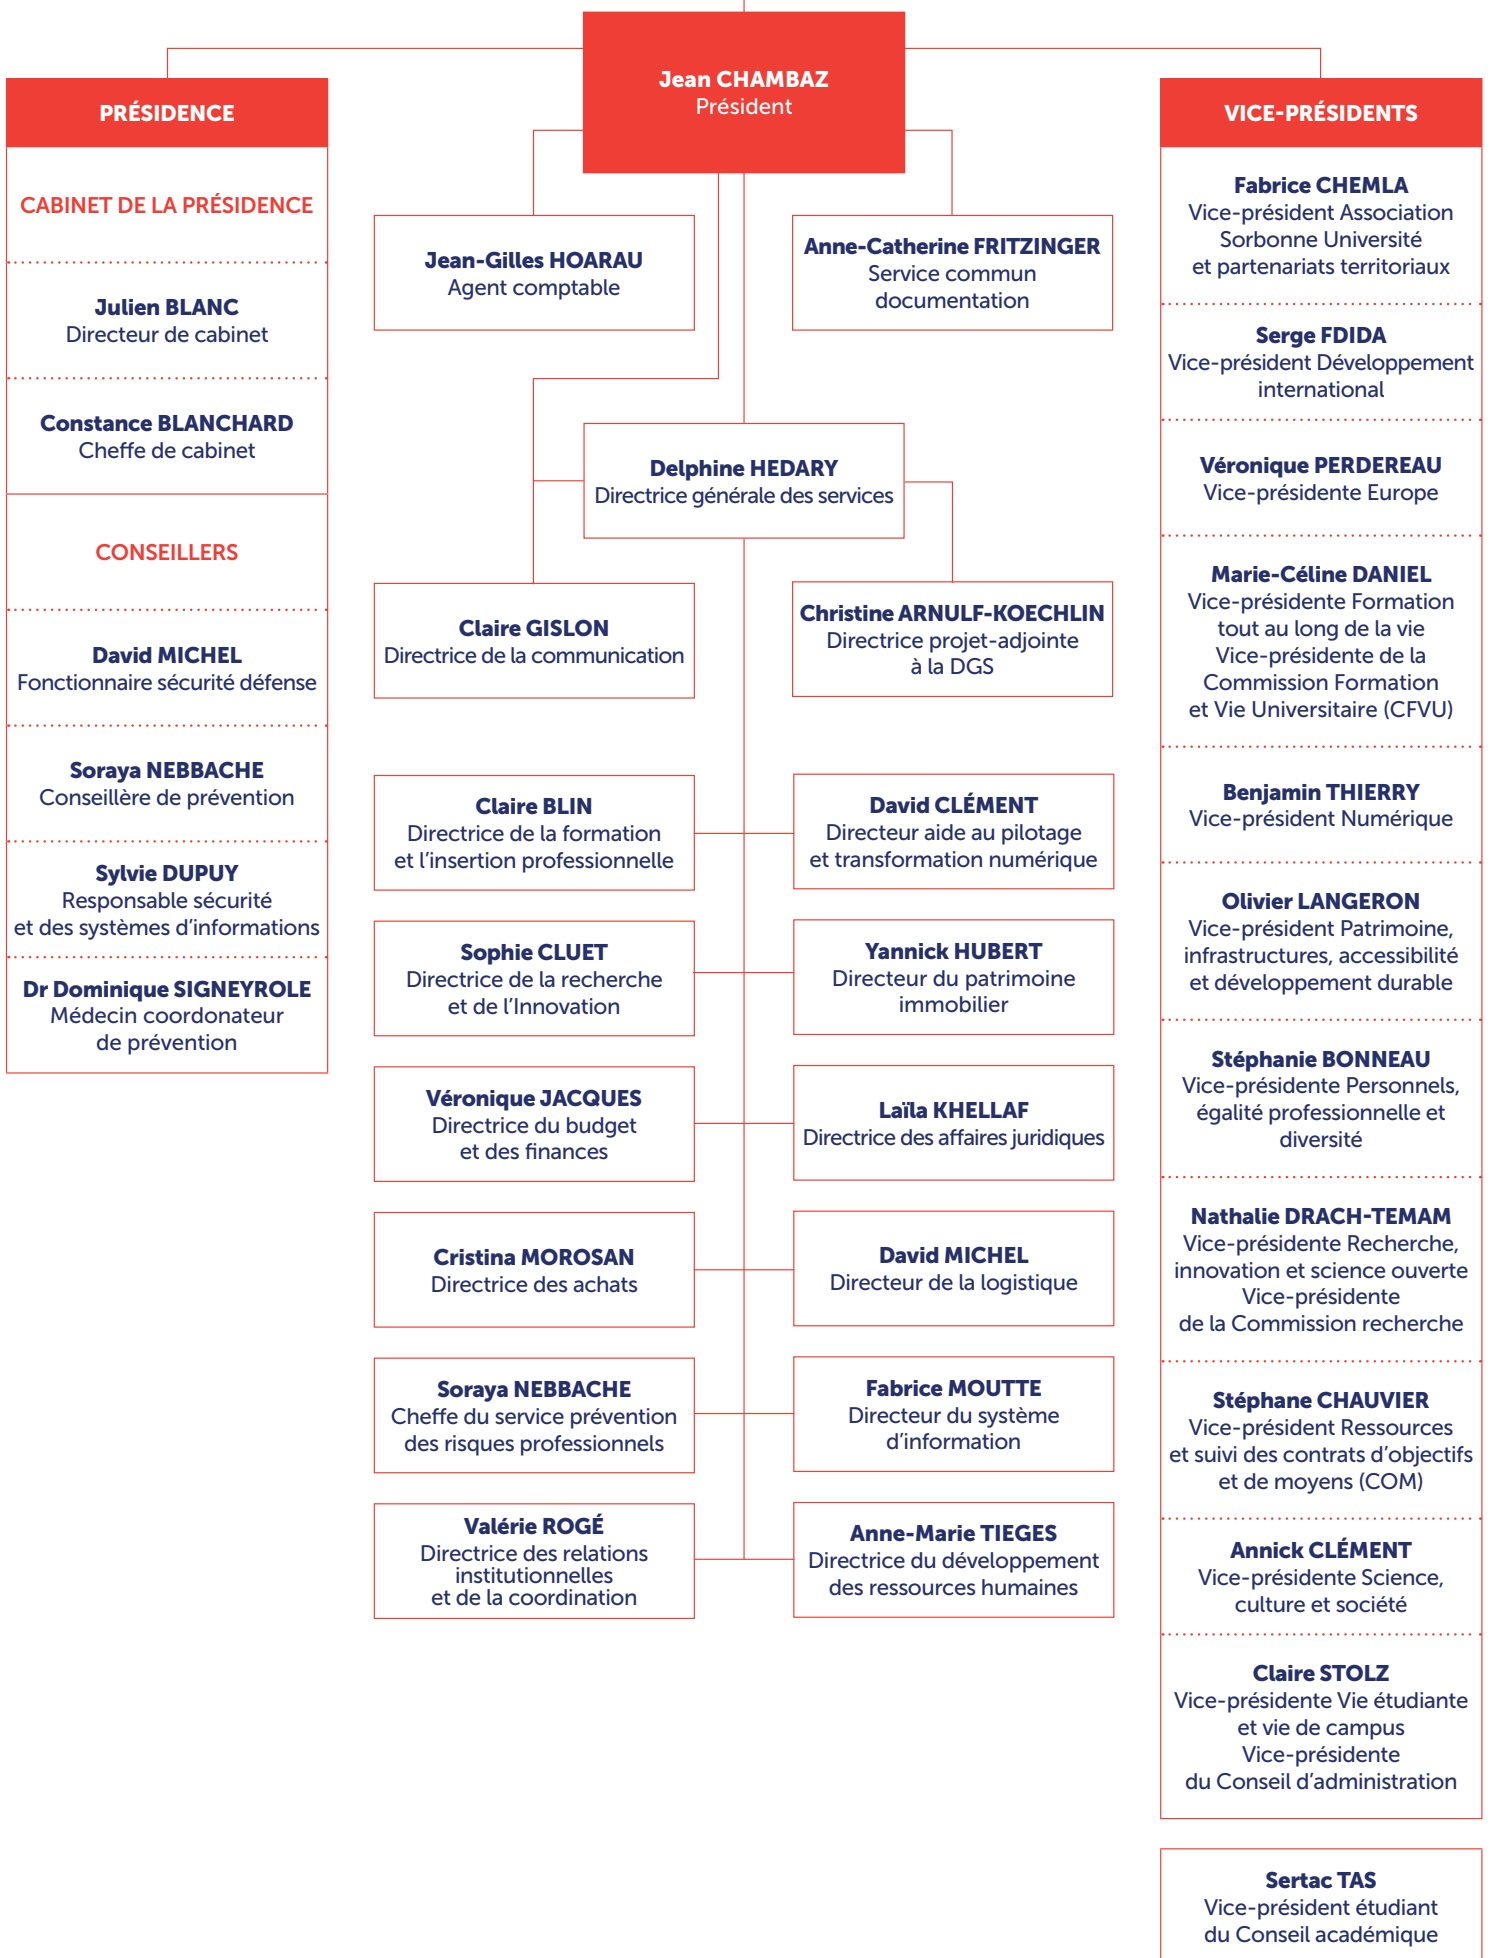 Jean CHAMBAZ
Président
PRÉSIDENCE
CABINET DE LA PRÉSIDENCE
Julien BLANC
Directeur de cabinet
Constance BLANCHARD
Cheffe de cabinet
CONSEILLERS
David MICHEL
Fonctionnaire sécurité défense
Soraya NEBBACHE
Conseillère de prévention
Sylvie DUPUY
Responsable sécurité
et des systèmes d'informations
Dr Dominique SIGNEYROLE
Médecin coordonateur
de prévention
Jean-Gilles HOARAU
Agent comptable
Anne-Catherine FRITZINGER
Service commun
documentation
Delphine HEDARY
Directrice générale des services
Claire GISLON
Directrice de la communication
Christine ARNULF-KOECHLIN
Directrice projet-adjointe
à la DGS
Claire BLIN
Directrice de la formation
et l'insertion professionnelle
David CLÉMENT
Directeur aide au pilotage
et transformation numérique
Sophie CLUET
Directrice de la recherche
et de l'Innovation
Yannick HUBERT
Directeur du patrimoine
immobilier
Véronique JACQUES
Directrice du budget
et des finances
Laïla KHELLAF
Directrice des affaires juridiques
Cristina MOROSAN
Directrice des achats
David MICHEL
Directeur de la logistique
Soraya NEBBACHE
Cheffe du service prévention
des risques professionnels
Fabrice MOUTTE
Directeur du système
d'information
Valérie ROGÉ
Directrice des relations
institutionnelles
et de la coordination
Anne-Marie TIEGES
Directrice du développement
des ressources humaines
VICE-PRÉSIDENTS
Fabrice CHEMLA
Vice-président Association
Sorbonne Université
et partenariats territoriaux
Serge FDIDA
Vice-président Développement
international
Véronique PERDEREAU
Vice-présidente Europe
Marie-Céline DANIEL
Vice-présidente Formation
tout au long de la vie
Vice-présidente de la
Commission Formation
et Vie Universitaire (CFVU)
Benjamin THIERRY
Vice-président Numérique
Olivier LANGERON
Vice-président Patrimoine,
infrastructures, accessibilité
et développement durable
Stéphanie BONNEAU
Vice-présidente Personnels,
égalité professionnelle et
diversité
Nathalie DRACH-TEMAM
Vice-présidente Recherche,
innovation et science ouverte
Vice-présidente
de la Commission recherche
Stéphane CHAUVIER
Vice-président Ressources
et suivi des contrats d'objectifs
et de moyens (COM)
Annick CLÉMENT
Vice-présidente Science,
culture et société
Claire STOLZ
Vice-présidente Vie étudiante
et vie de campus
Vice-présidente
du Conseil d'administration
Sertac TAS
Vice-président étudiant
du Conseil académique